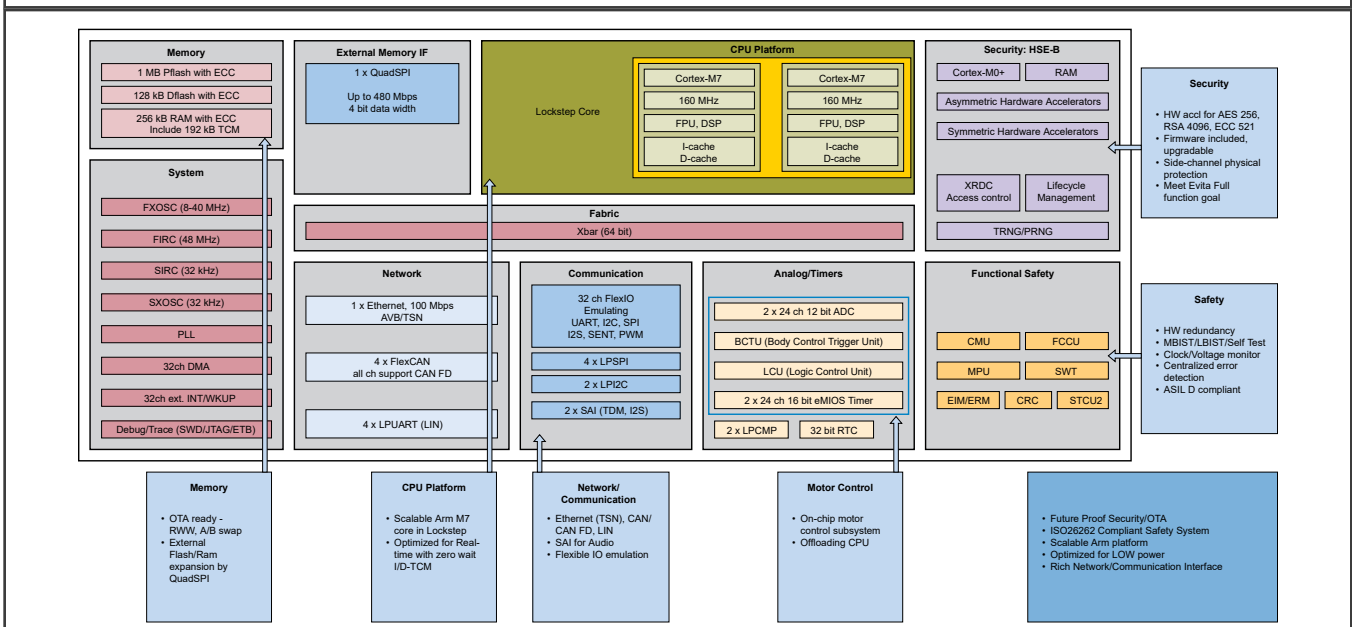 Memory
1 MB Pflash with ECC
128 kB Dflash with ECC
256 kB RAM with ECC
Include 192 kB TCM
System
FXOSC (8-40 MHz)
FIRC (48 MHz)
SIRC (32 kHz)
SXOSC (32 kHz)
PLL
32ch DMA
32ch ext. INT/WKUP
Debug/Trace (SWD/JTAG/ETB)
External Memory IF
1 x QuadSPI
Up to 480 Mbps
4 bit data width
CPU Platform
Lockstep Core
Cortex-M7
160 MHz
FPU, DSP
I-cache
D-cache
Cortex-M7
160 MHz
FPU, DSP
I-cache
D-cache
Fabric
Xbar (64 bit)
Network
1 x Ethernet, 100 Mbps
AVB/TSN
4 x FlexCAN
all ch support CAN FD
4 x LPUART (LIN)
Communication
32 ch FlexIO
Emulating
UART, I2C, SPI
I2S, SENT, PWM
4 x LPSPI
2 x LPI2C
2 x SAI (TDM, I2S)
Analog/Timers
2 x 24 ch 12 bit ADC
BCTU (Body Control Trigger Unit)
LCU (Logic Control Unit)
2 x 24 ch 16 bit eMIOS Timer
2 x LPCMP
32 bit RTC
Security: HSE-B
Cortex-M0+
RAM
Asymmetric Hardware Accelerators
Symmetric Hardware Accelerators
XRDC
Access control
Lifecycle
Management
TRNG/PRNG
Functional Safety
CMU
FCCU
MPU
SWT
EIM/ERM
CRC
STCU2
Security
• HW accl for AES 256,
RSA 4096, ECC 521
• Firmware included,
upgradable
• Side-channel physical
protection
• Meet Evita Full
function goal
Safety
• HW redundancy
• MBIST/LBIST/Self Test
• Clock/Voltage monitor
• Centralized error
detection
• ASIL D compliant
Memory
• OTA ready -
RWW, A/B swap
• External
Flash/Ram
expansion by
QuadSPI
CPU Platform
• Scalable Arm M7
core in Lockstep
• Optimized for Real-
time with zero wait
I/D-TCM
Network/
Communication
• Ethernet (TSN), CAN/
CAN FD, LIN
• SAI for Audio
• Flexible IO emulation
Motor Control
• On-chip motor
control subsystem
• Offloading CPU
• Future Proof Security/OTA
• ISO26262 Compliant Safety System
• Scalable Arm platform
• Optimized for LOW power
• Rich Network/Communication Interface